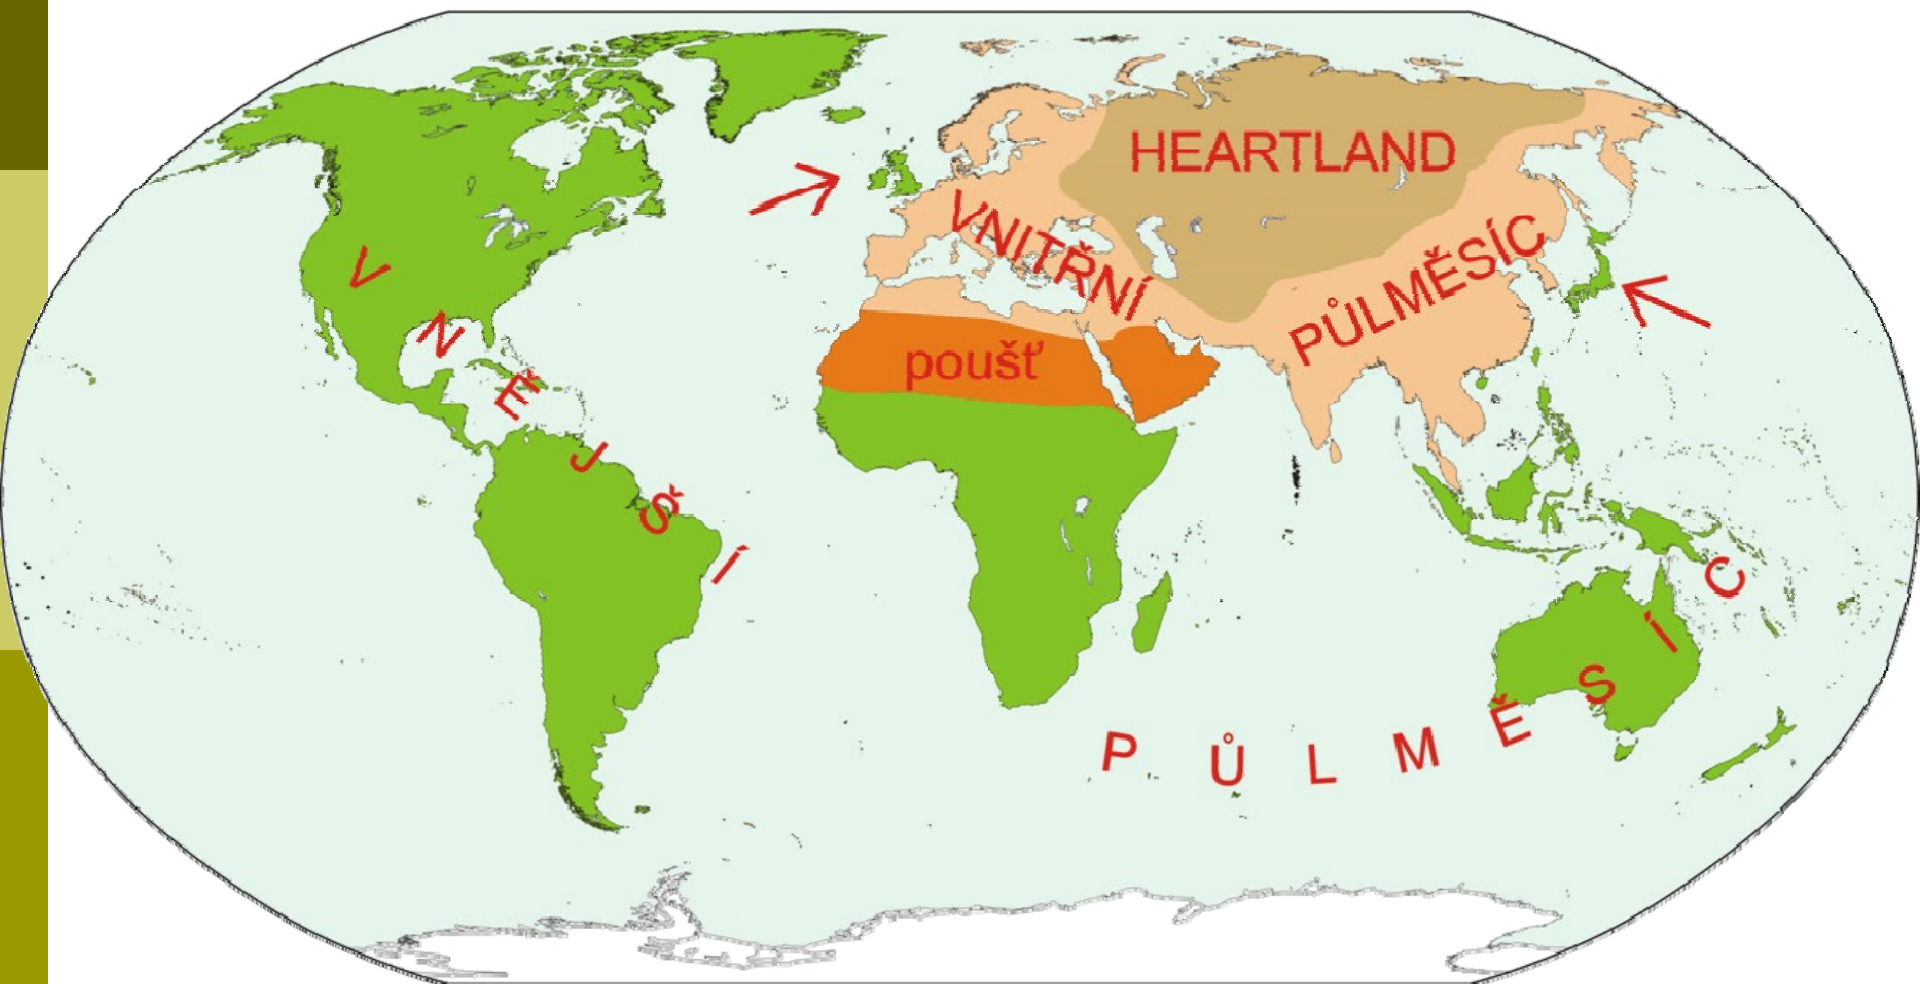 HEARTLAND
VNITŘNÍ
PŮLMĚSÍC
poušť
VNĚJŠÍ
PŮLMĚSÍC